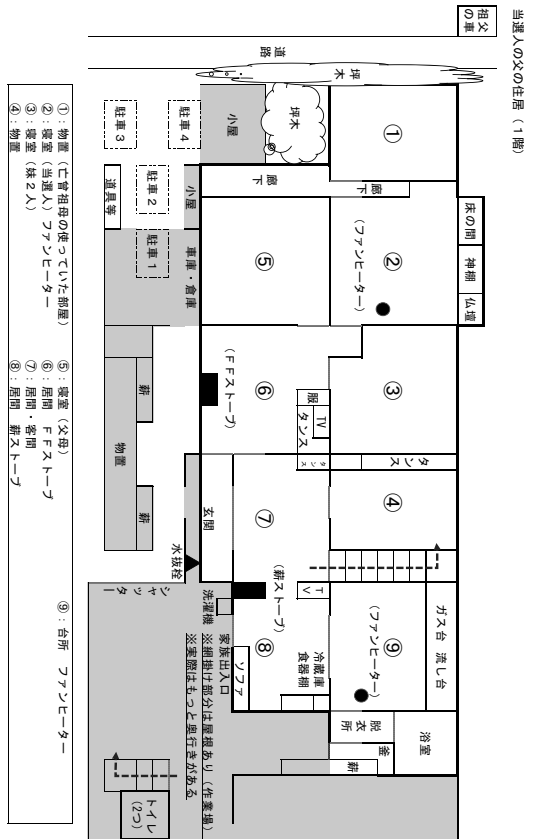 当選人の父の住居（1階）
祖父
の車
道路
坪木
坪木
小屋
駐車4
駐車3
①
廊下
廊下
小屋
駐車2
道具等
床の間
神棚
仏壇
②
（ファンヒーター）
⑤
車庫・倉庫
駐車1
③
服
TV
タンス
⑥
（FFストーブ）
薪
物置
タンス
タンス
④
⑦
玄関
薪
水抜栓
（薪ストーブ）
TV
シャッター
洗濯機
ガス台 流し台
⑨
（ファンヒーター）
冷蔵庫
食器棚
⑧
ソファ
家族出入口
※網掛け部分は屋根あり（作業場）
※実際はもっと奥行きがある
浴室
脱衣所
釜
薪
トイレ
(2つ)
①：物置（亡曾祖母の使っていた部屋）
②：寝室（当選人）ファンヒーター
③：寝室（妹２人）
④：物置
⑤：寝室（父母）
⑥：居間 ＦＦストーブ
⑦：居間・客間
⑧：居間 薪ストーブ
⑨：台所 ファンヒーター